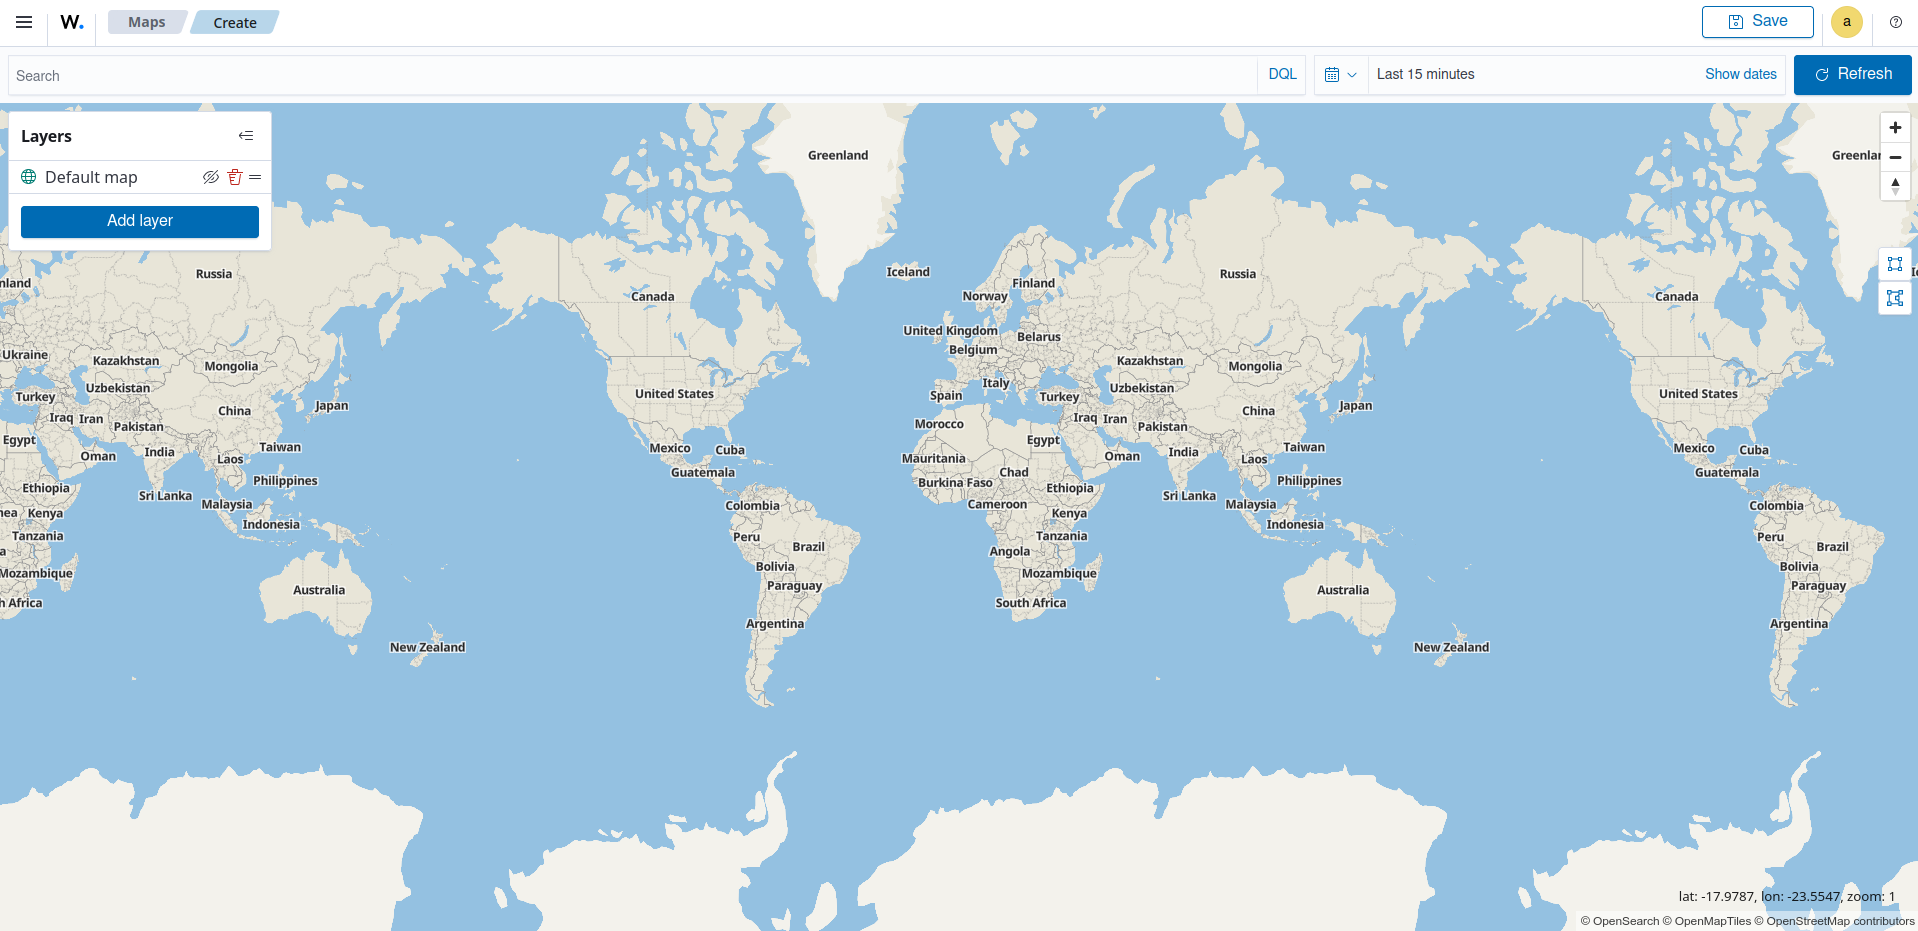 W.
Maps
Create
Save
a
Search
DQL
Last 15 minutes
Show dates
Refresh
Layers
Default map
Add layer
Greenland
Iceland
Russia
Canada
Norway
Finland
United Kingdom
Belarus
Belgium
Ukraine
Kazakhstan
Mongolia
Uzbekistan
Turkey
Iraq
Iran
Pakistan
China
Japan
Egypt
Oman
India
Laos
Taiwan
Philippines
Ethiopia
Sri Lanka
Malaysia
Kenya
Indonesia
Tanzania
Mozambique
Australia
New Zealand
United States
Mexico
Cuba
Guatemala
Colombia
Peru
Brazil
Bolivia
Paraguay
Argentina
Italy
Spain
Turkey
Morocco
Iraq
Iran
Egypt
Mauritania
Chad
Burkina Faso
Ethiopia
Cameroon
Kenya
Tanzania
Angola
Mozambique
South Africa
Russia
Kazakhstan
Mongolia
Uzbekistan
China
Japan
Pakistan
Oman
India
Laos
Taiwan
Philippines
Sri Lanka
Malaysia
Indonesia
Australia
New Zealand
Canada
United States
Mexico
Cuba
Guatemala
Colombia
Peru
Brazil
Bolivia
Paraguay
Argentina
lat: -17.9787, lon: -23.5547, zoom: 1
© OpenSearch © OpenMapTiles © OpenStreetMap contributors